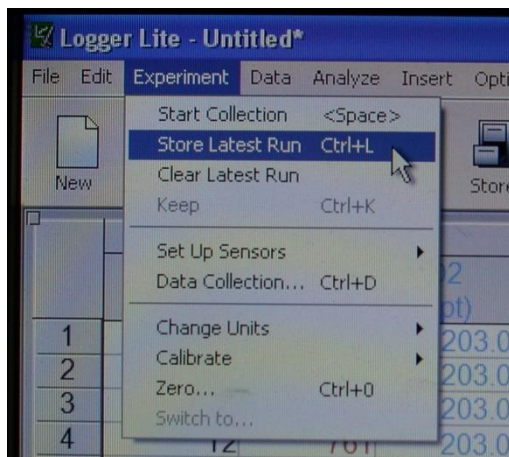 Logger Lite - Untitled*
File Edit Experiment Data Analyze Insert
Start Collection <Space>
Store Latest Run Ctrl+L
New
Clear Latest Run
Keep Ctrl+K
Set Up Sensors
Data Collection... Ctrl+D
Change Units
1 203.0
Calibrate
2 203.0
Zero... Ctrl+0
3 203.0
Switch to...
4 12 761 203.0